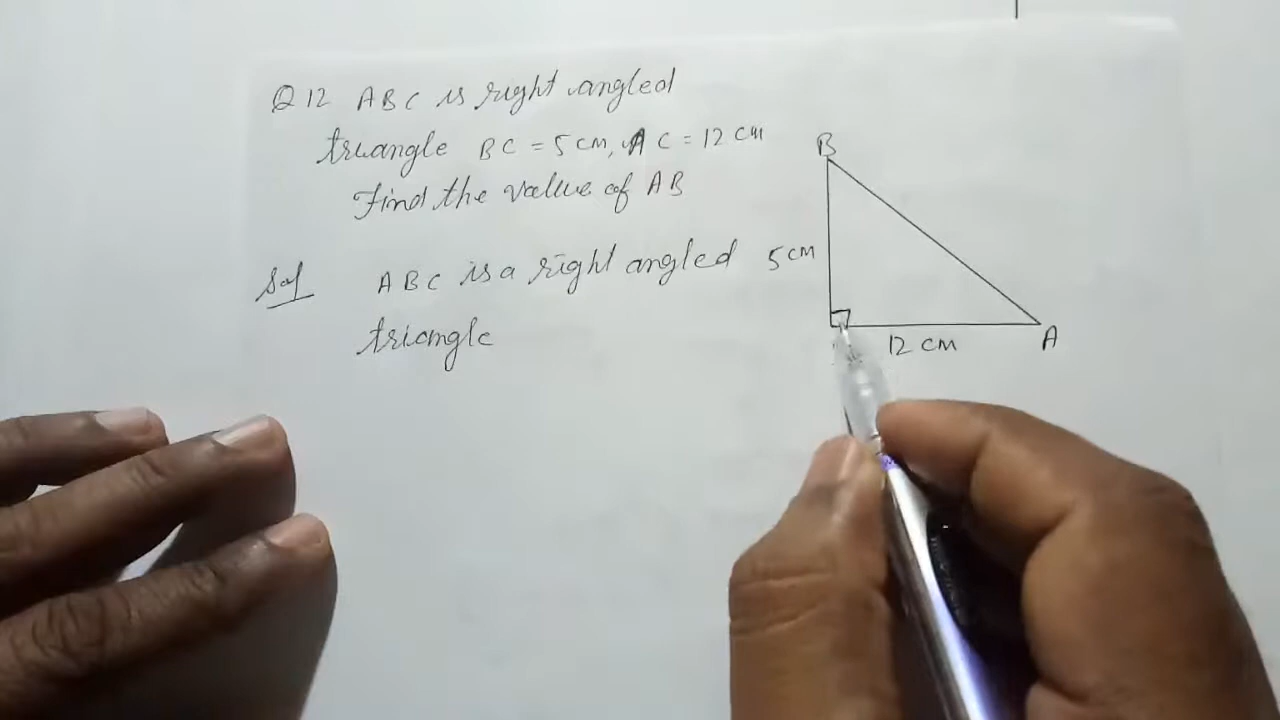 Q 12 ABC is right angled
triangle BC = 5 cm, AC = 12 cm
Find the value of AB
Sol ABC is a right angled
triangle
B
5 cm
12 cm
A